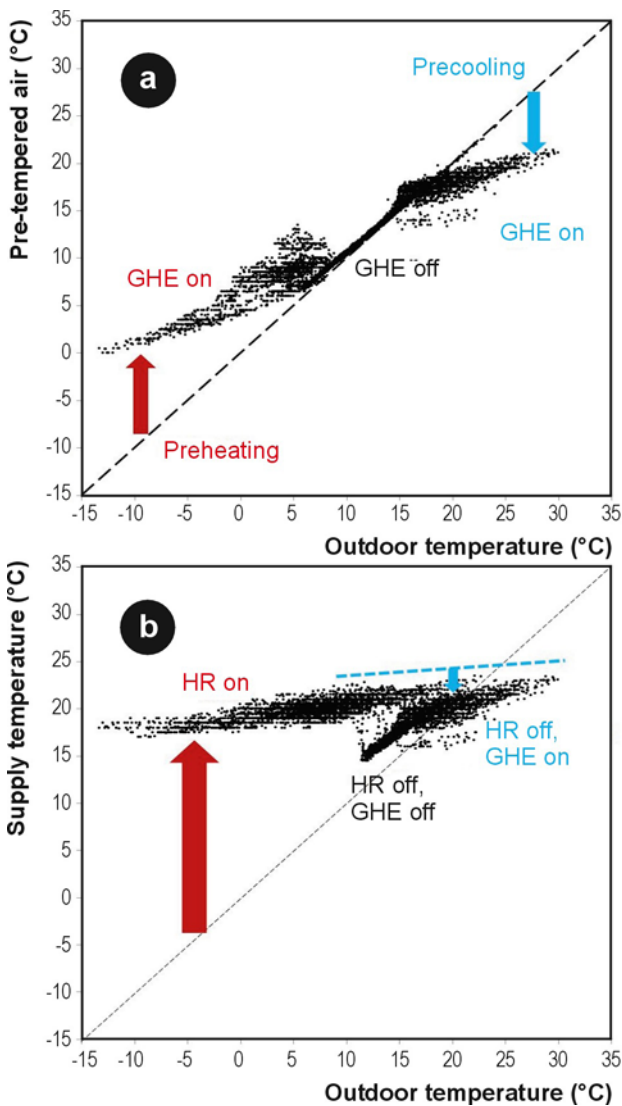 a
Pre-tempered air (°C)
35
30
25
20
15
10
5
0
-5
-10
-15
Precooling
GHE on
GHE on
GHE off
Preheating
-15 -10 -5 0 5 10 15 20 25 30 35
Outdoor temperature (°C)
b
Supply temperature (°C)
35
30
25
20
15
10
5
0
-5
-10
-15
HR on
HR off,
GHE on
HR off,
GHE off
-15 -10 -5 0 5 10 15 20 25 30 35
Outdoor temperature (°C)